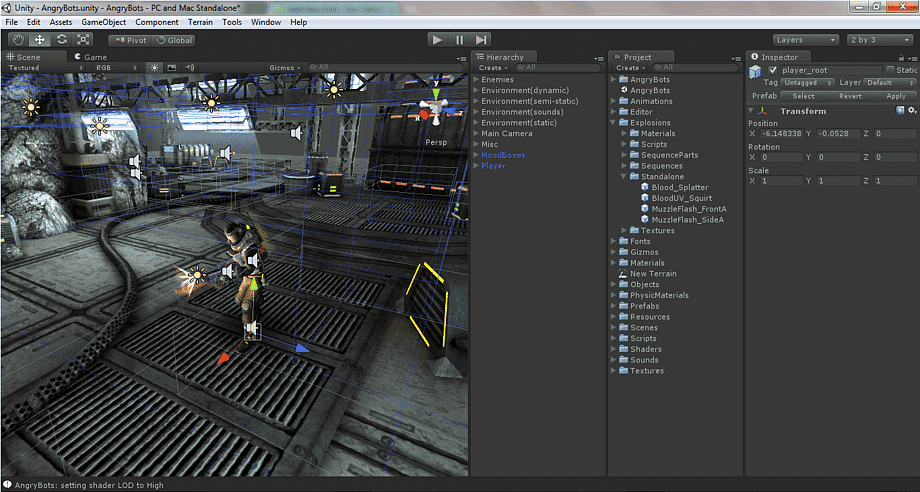 Unity - AngryBots.unity - AngryBots - PC and Mac Standalone*
File Edit Assets GameObject Component Terrain Tools Window Help
Pivot Global Layers 2 by 3
Scene Game
Textured RGB Gizmos All
Persp
Hierarchy
Create All
Enemies
Environment(dynamic)
Environment(semi-static)
Environment(sounds)
Environment(static)
Main Camera
Misc
MoodBoxes
Player
Project
Create All
AngryBots
AngryBots
Animations
Editor
Explosions
Materials
Scripts
SequenceParts
Sequences
Standalone
Blood_Splatter
BloodUV_Squirt
MuzzleFlash_FrontA
MuzzleFlash_SideA
Textures
Fonts
Gizmos
Materials
New Terrain
Objects
PhysicMaterials
Prefabs
Resources
Scenes
Scripts
Shaders
Sounds
Textures
Inspector
player_root Static
Tag Untagged Layer Default
Prefab Select Revert Apply
Transform
Position
X -6.148338 Y -0.0528 Z 0
Rotation
X 0 Y 0 Z 0
Scale
X 1 Y 1 Z 1
AngryBots: setting shader LOD to High